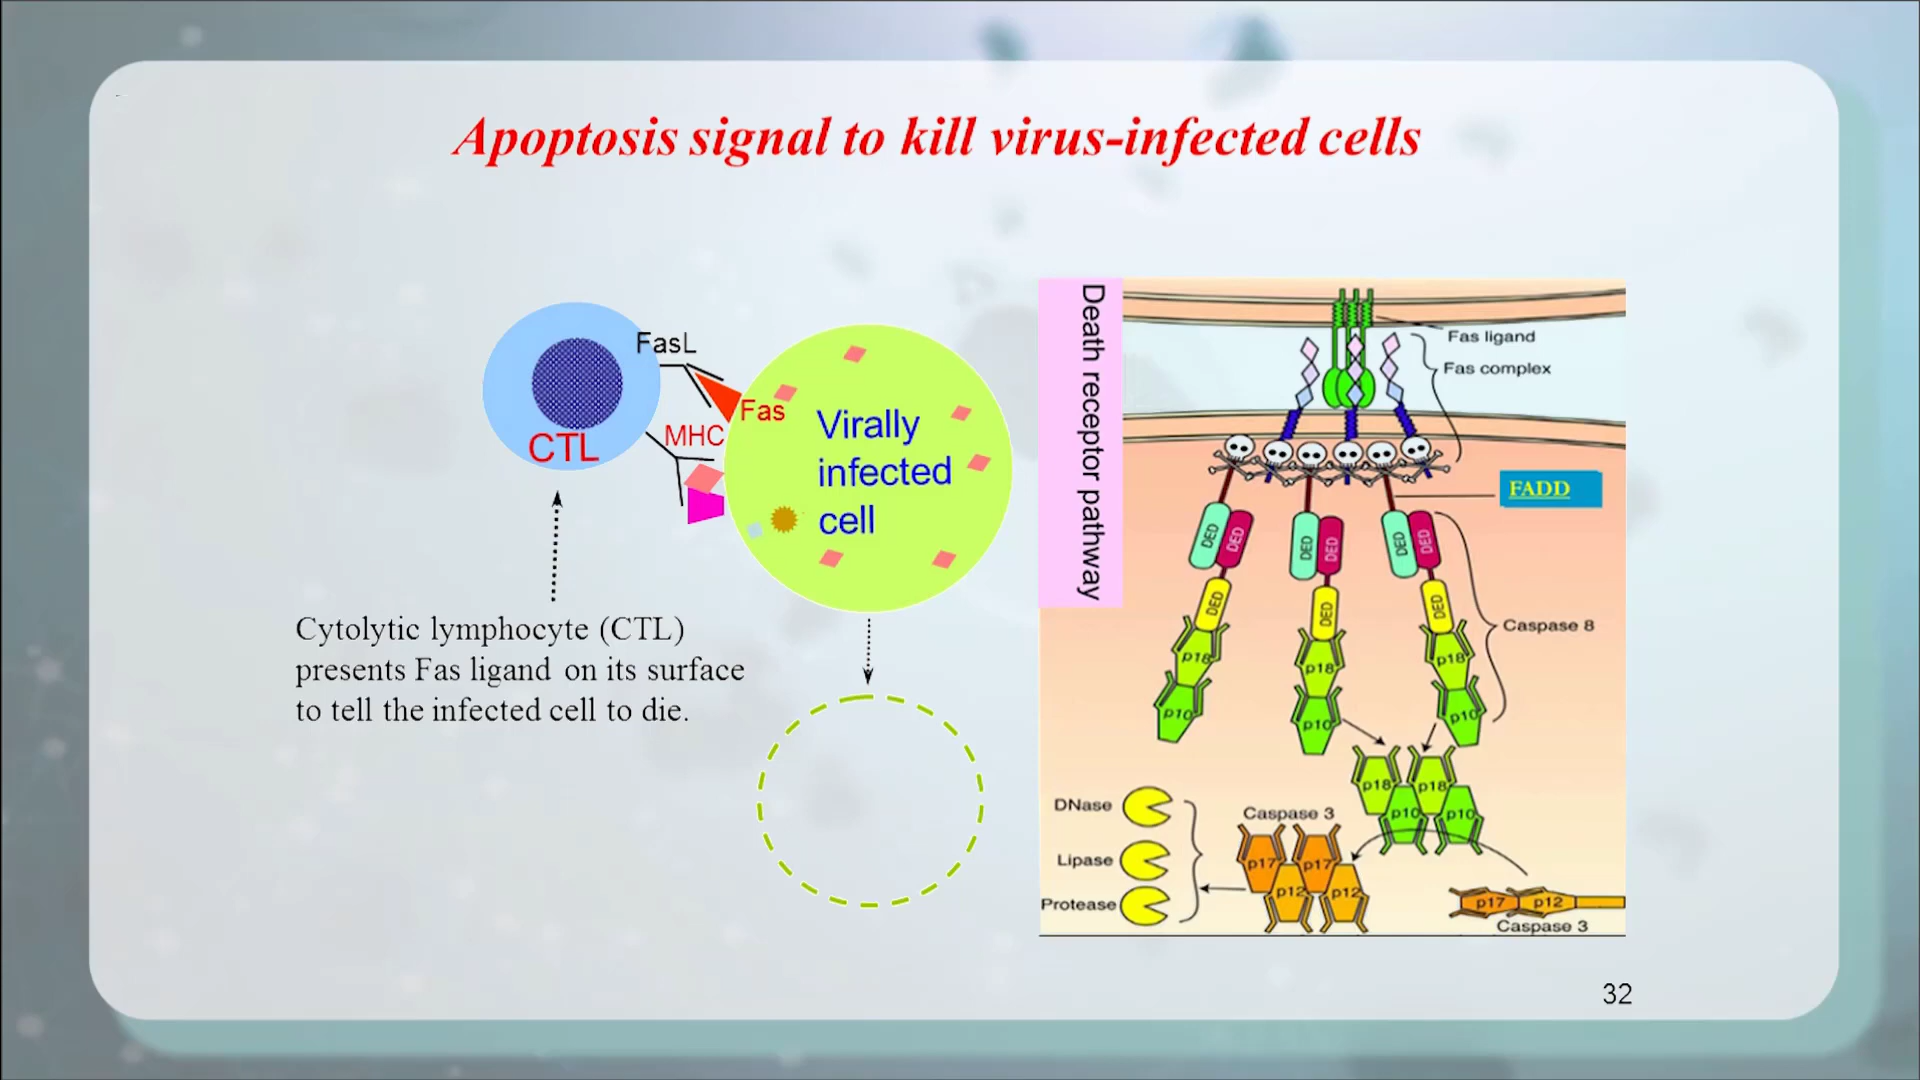 Apoptosis signal to kill virus-infected cells
FasL
Fas
MHC
CTL
Virally
infected
cell
Cytolytic lymphocyte (CTL)
presents Fas ligand on its surface
to tell the infected cell to die.
Death receptor pathway
Fas ligand
Fas complex
FADD
DED
DED
DED
DED
DED
DED
DED
DED
DED
Caspase 8
p18
p18
p18
p10
p10
p10
p18
p18
p10
p10
DNase
Lipase
Protease
Caspase 3
p17
p17
p12
p12
p17
p12
Caspase 3
32